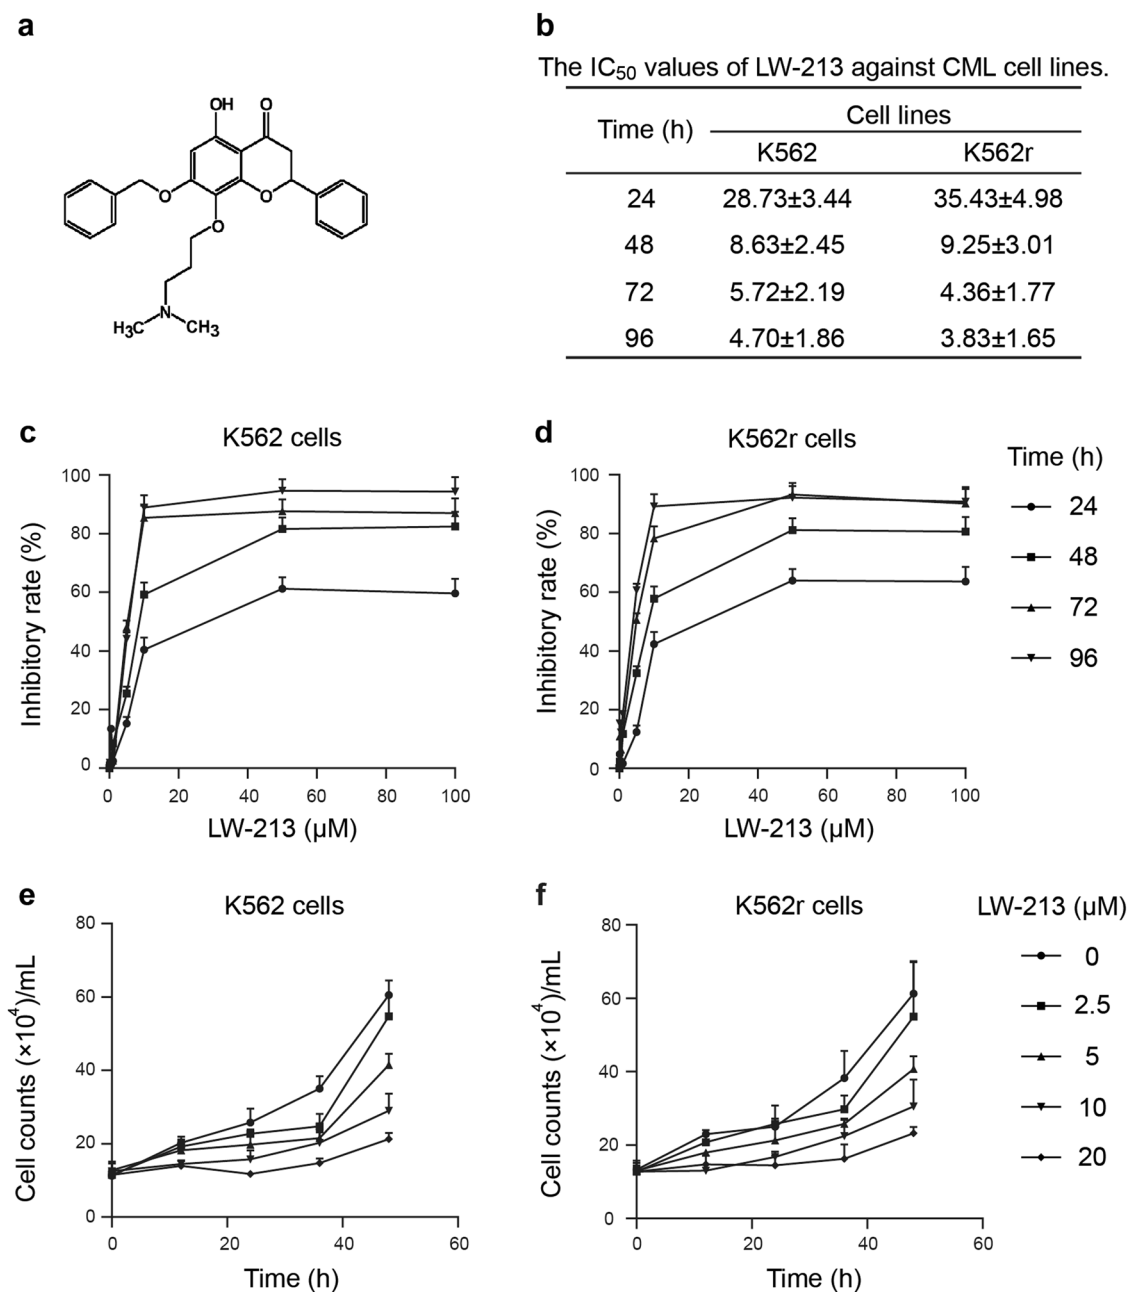 a
OH O
O
O
O
N
H3C CH3
b
The IC50 values of LW-213 against CML cell lines.
Time (h) Cell lines
K562 K562r
24 28.73±3.44 35.43±4.98
48 8.63±2.45 9.25±3.01
72 5.72±2.19 4.36±1.77
96 4.70±1.86 3.83±1.65
c
K562 cells
Inhibitory rate (%)
100
80
60
40
20
0
0 20 40 60 80 100
LW-213 (μM)
d
K562r cells
Inhibitory rate (%)
100
80
60
40
20
0
0 20 40 60 80 100
LW-213 (μM)
Time (h)
24
48
72
96
e
K562 cells
Cell counts (×10^4)/mL
80
60
40
20
0
0 20 40 60
Time (h)
f
K562r cells
Cell counts (×10^4)/mL
80
60
40
20
0
0 20 40 60
Time (h)
LW-213 (μM)
0
2.5
5
10
20